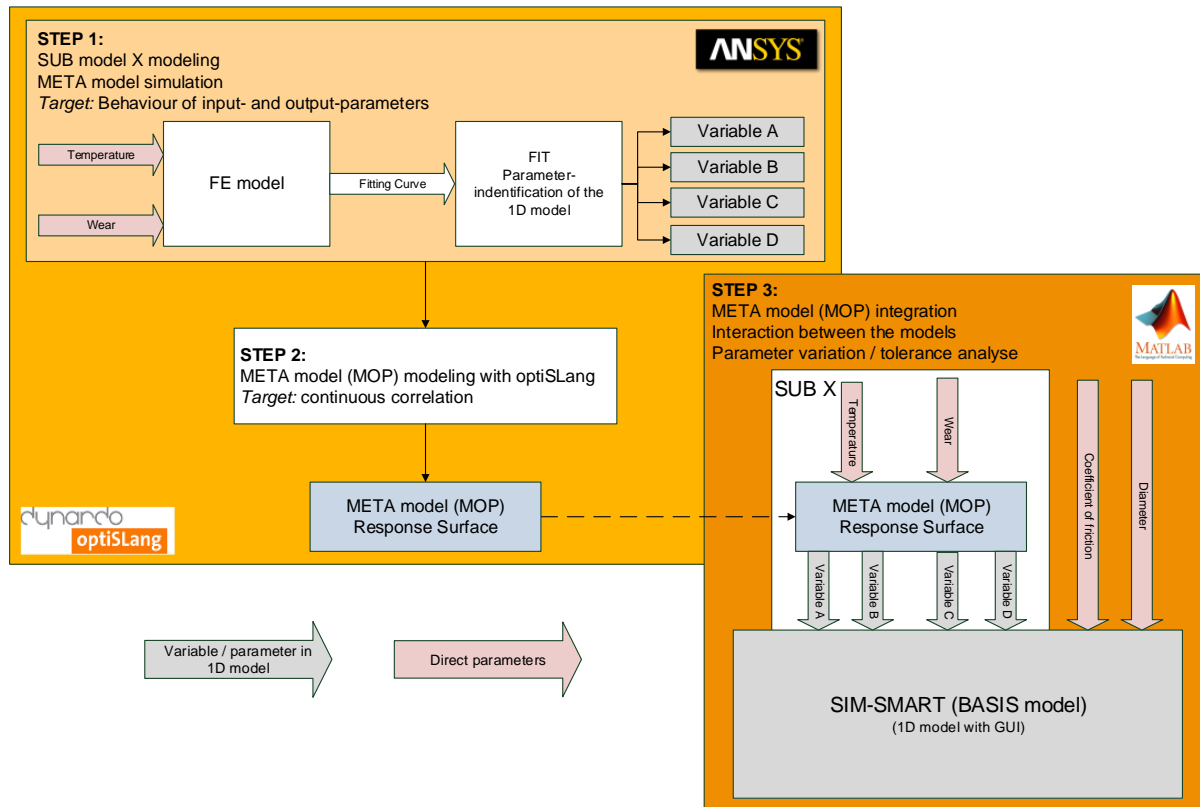 STEP 1:
SUB model X modeling
META model simulation
Target: Behaviour of input- and output-parameters
ANSYS®
Temperature
Wear
FE model
Fitting Curve
FIT
Parameter-
indentification of the
1D model
Variable A
Variable B
Variable C
Variable D
STEP 2:
META model (MOP) modeling with optiSLang
Target: continuous correlation
META model (MOP)
Response Surface
dynardo
optiSLang
STEP 3:
META model (MOP) integration
Interaction between the models
Parameter variation / tolerance analyse
MATLAB
The Language of Technical Computing
SUB X
Temperature
Wear
Coefficient of friction
Diameter
META model (MOP)
Response Surface
Variable A
Variable B
Variable C
Variable D
SIM-SMART (BASIS model)
(1D model with GUI)
Variable / parameter in
1D model
Direct parameters